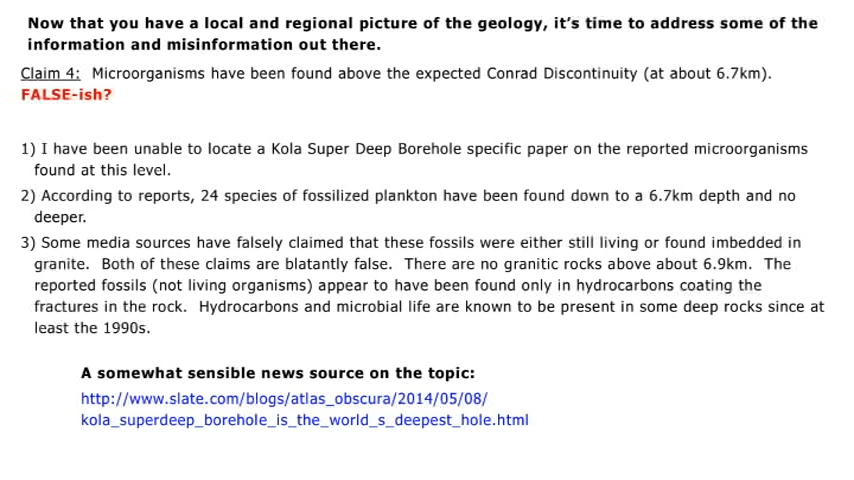 Now that you have a local and regional picture of the geology, it's time to address some of the
information and misinformation out there.
Claim 4:  Microorganisms have been found above the expected Conrad Discontinuity (at about 6.7km).
FALSE-ish?
1) I have been unable to locate a Kola Super Deep Borehole specific paper on the reported microorganisms
found at this level.
2) According to reports, 24 species of fossilized plankton have been found down to a 6.7km depth and no
deeper.
3) Some media sources have falsely claimed that these fossils were either still living or found imbedded in
granite.  Both of these claims are blatantly false.  There are no granitic rocks above about 6.9km.  The
reported fossils (not living organisms) appear to have been found only in hydrocarbons coating the
fractures in the rock.  Hydrocarbons and microbial life are known to be present in some deep rocks since at
least the 1990s.
A somewhat sensible news source on the topic:
http://www.slate.com/blogs/atlas_obscura/2014/05/08/
kola_superdeep_borehole_is_the_world_s_deepest_hole.html